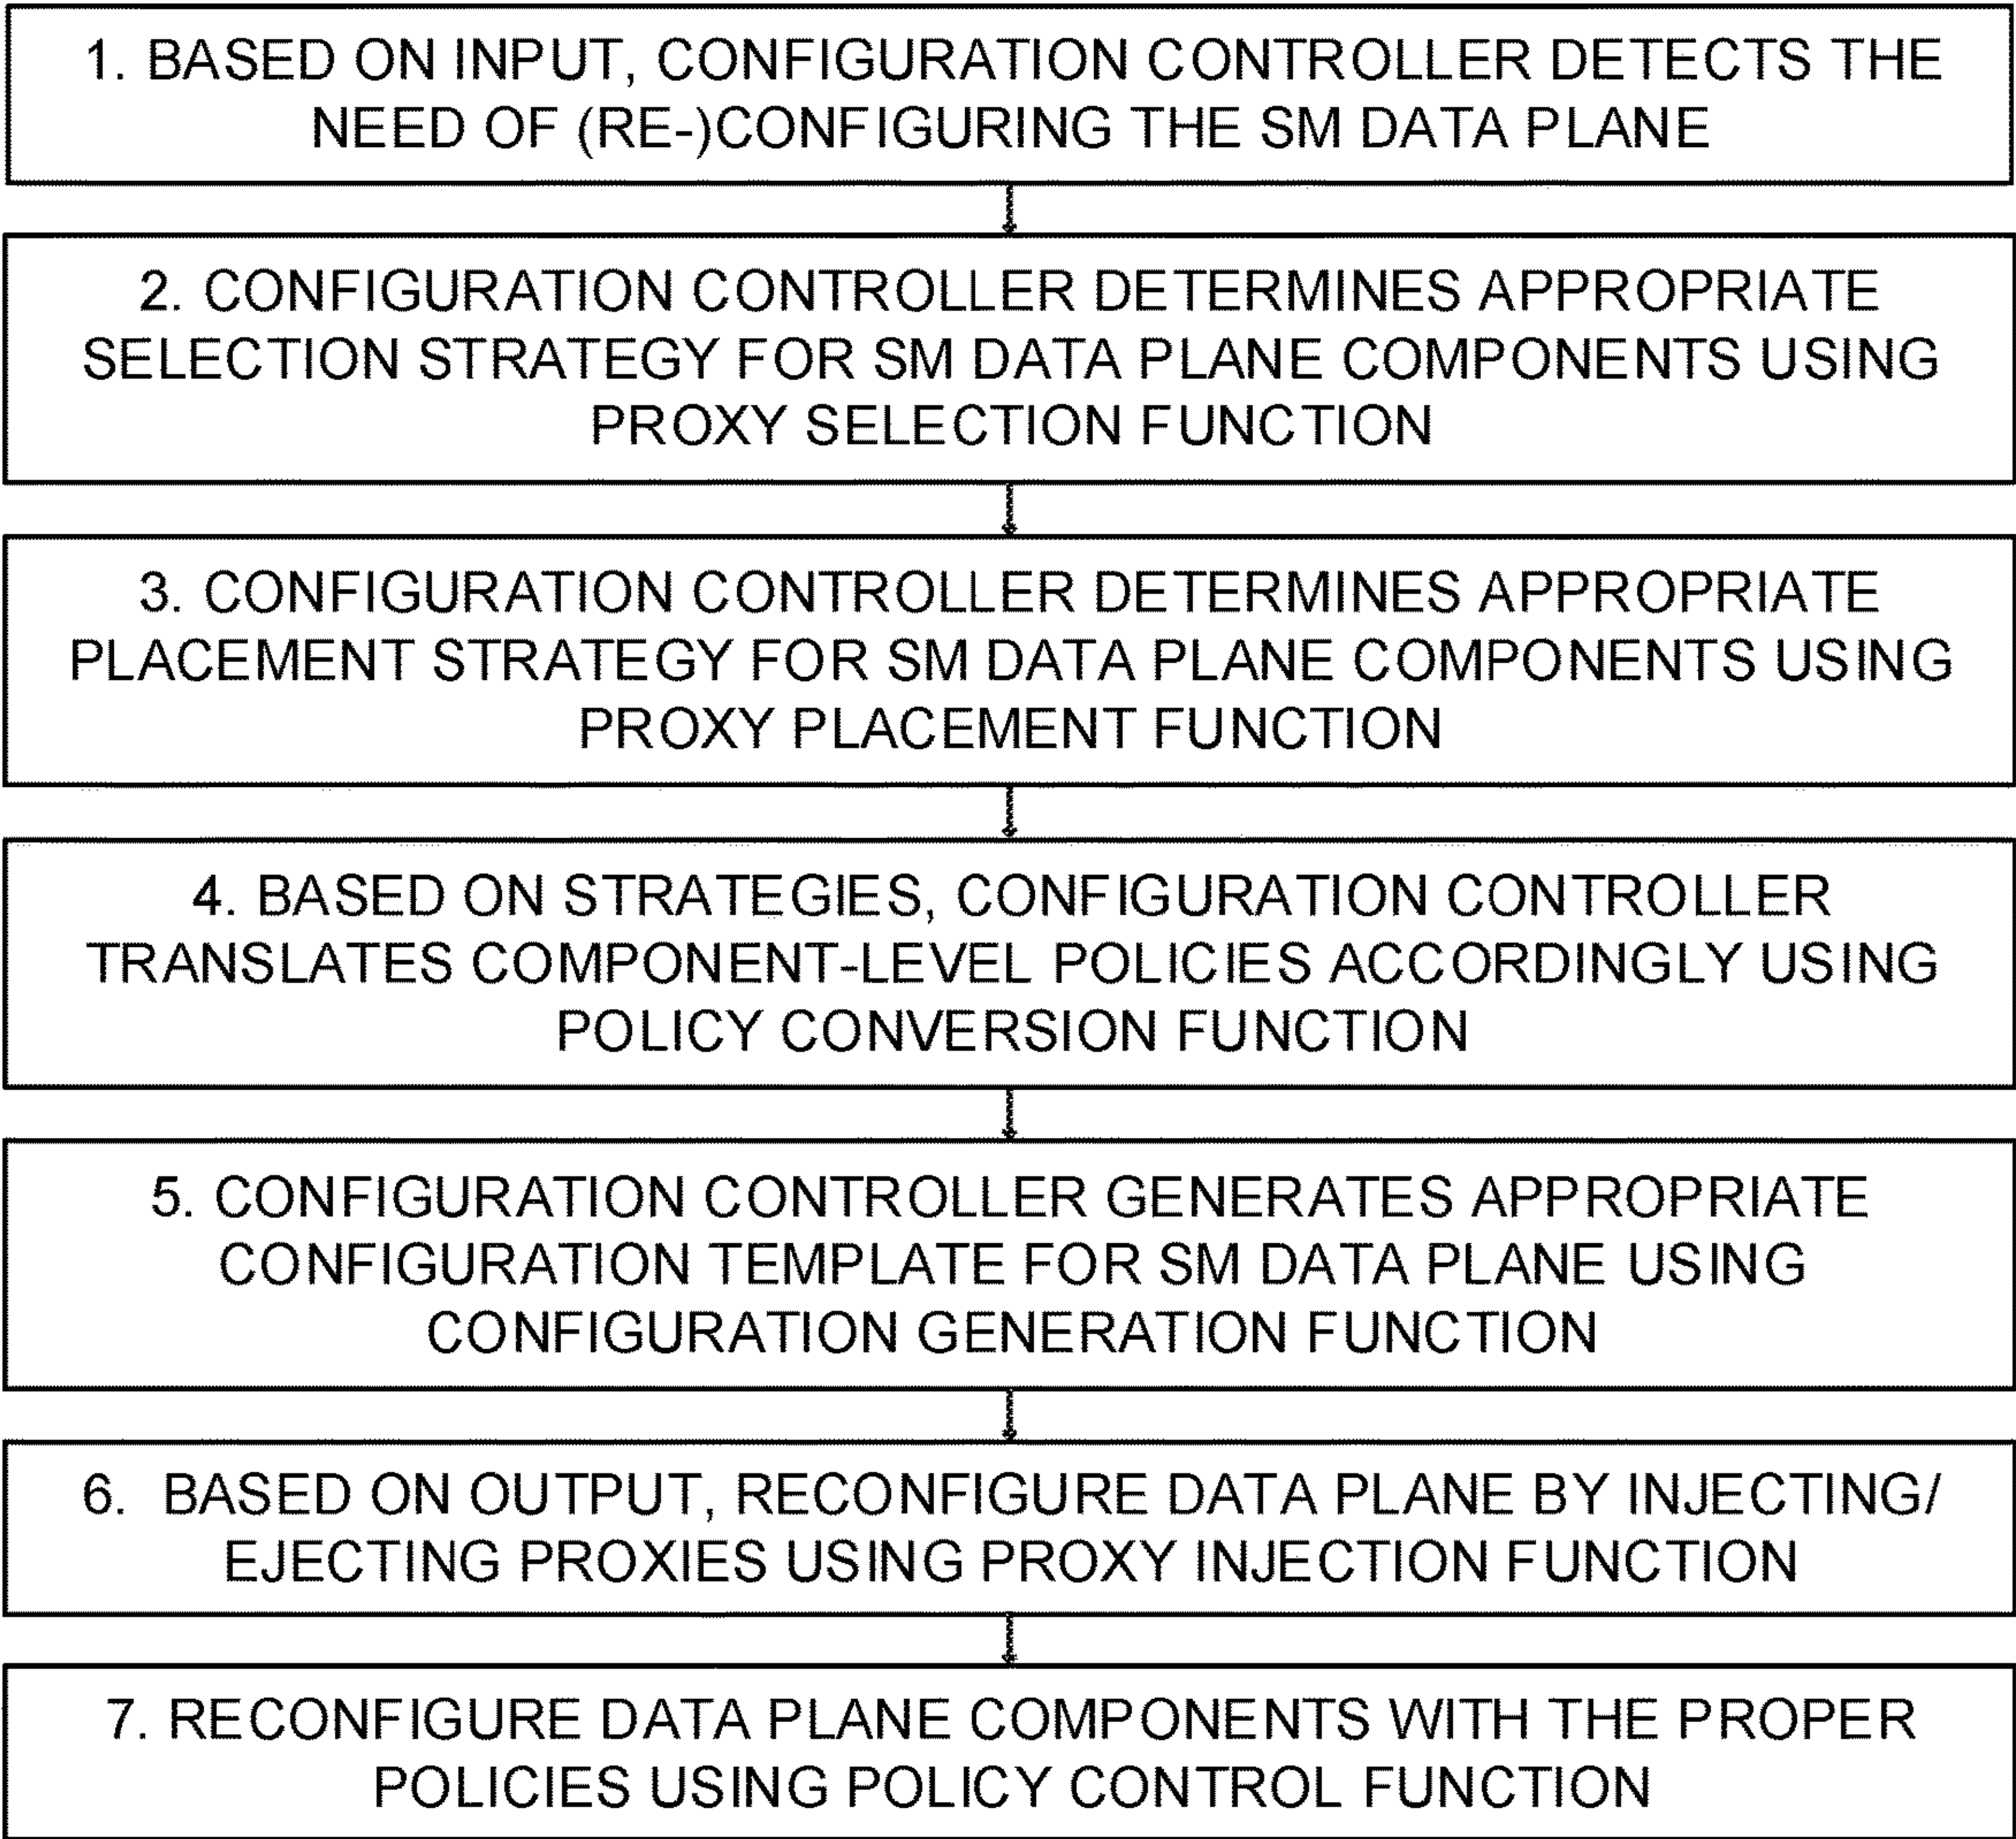 1. BASED ON INPUT, CONFIGURATION CONTROLLER DETECTS THE
NEED OF (RE-)CONFIGURING THE SM DATA PLANE
2. CONFIGURATION CONTROLLER DETERMINES APPROPRIATE
SELECTION STRATEGY FOR SM DATA PLANE COMPONENTS USING
PROXY SELECTION FUNCTION
3. CONFIGURATION CONTROLLER DETERMINES APPROPRIATE
PLACEMENT STRATEGY FOR SM DATA PLANE COMPONENTS USING
PROXY PLACEMENT FUNCTION
4. BASED ON STRATEGIES, CONFIGURATION CONTROLLER
TRANSLATES COMPONENT-LEVEL POLICIES ACCORDINGLY USING
POLICY CONVERSION FUNCTION
5. CONFIGURATION CONTROLLER GENERATES APPROPRIATE
CONFIGURATION TEMPLATE FOR SM DATA PLANE USING
CONFIGURATION GENERATION FUNCTION
6. BASED ON OUTPUT, RECONFIGURE DATA PLANE BY INJECTING/
EJECTING PROXIES USING PROXY INJECTION FUNCTION
7. RECONFIGURE DATA PLANE COMPONENTS WITH THE PROPER
POLICIES USING POLICY CONTROL FUNCTION